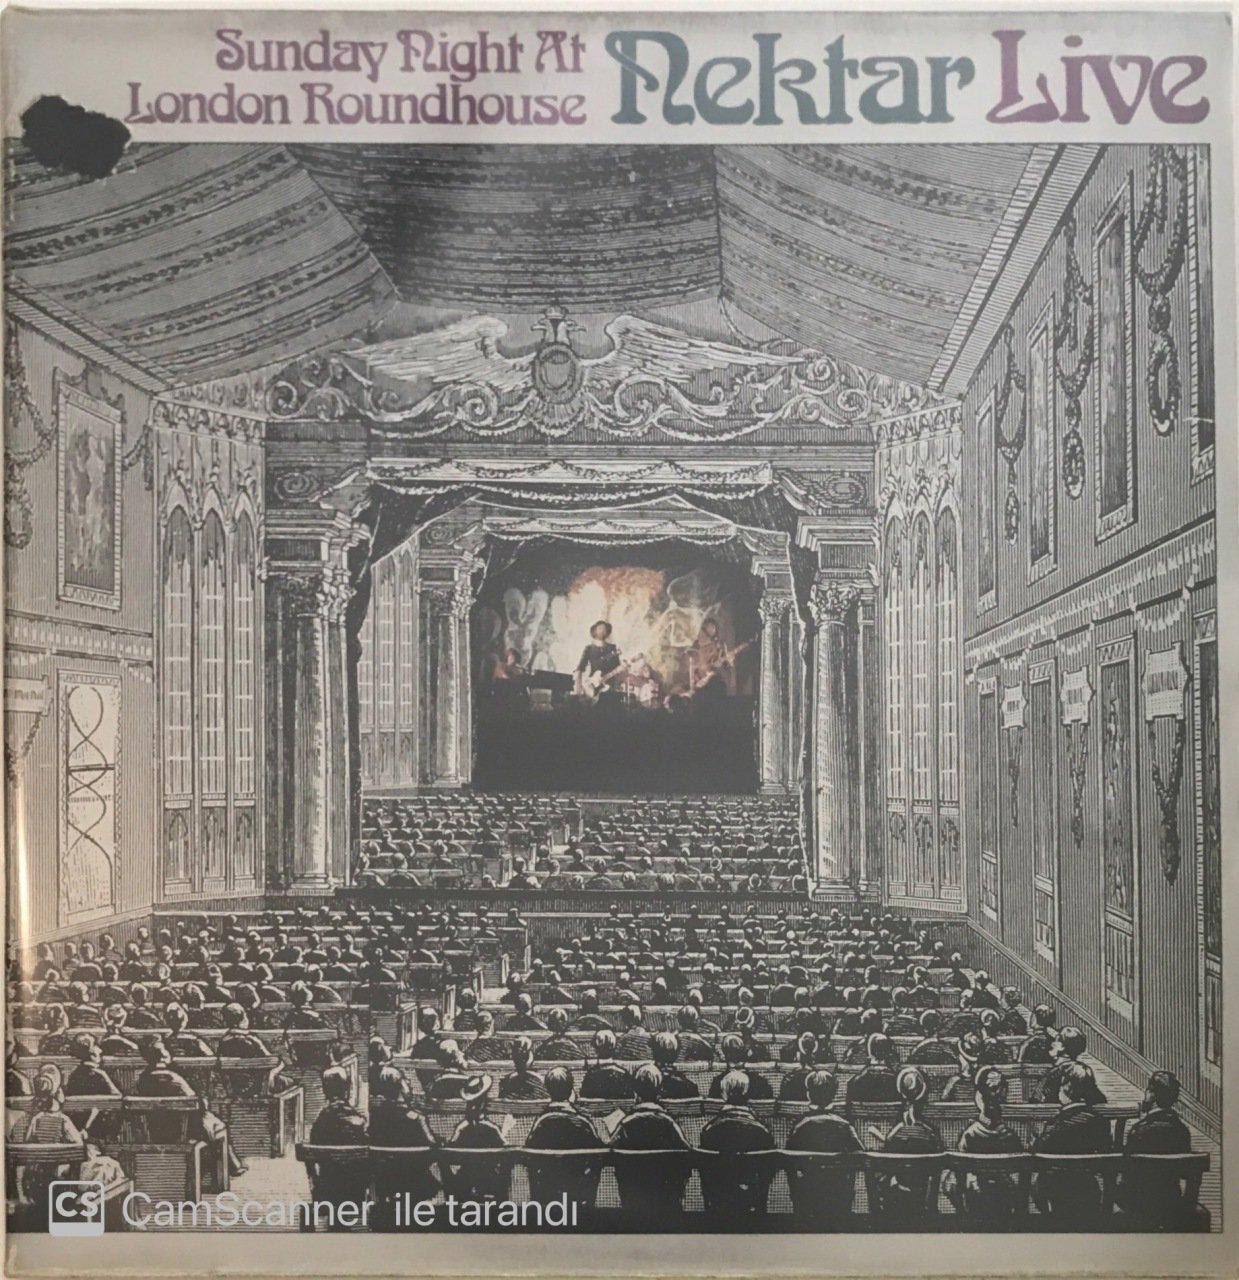 Sunday Night At
London Roundhouse
Nektar Live
CS CamScanner ile tarandı